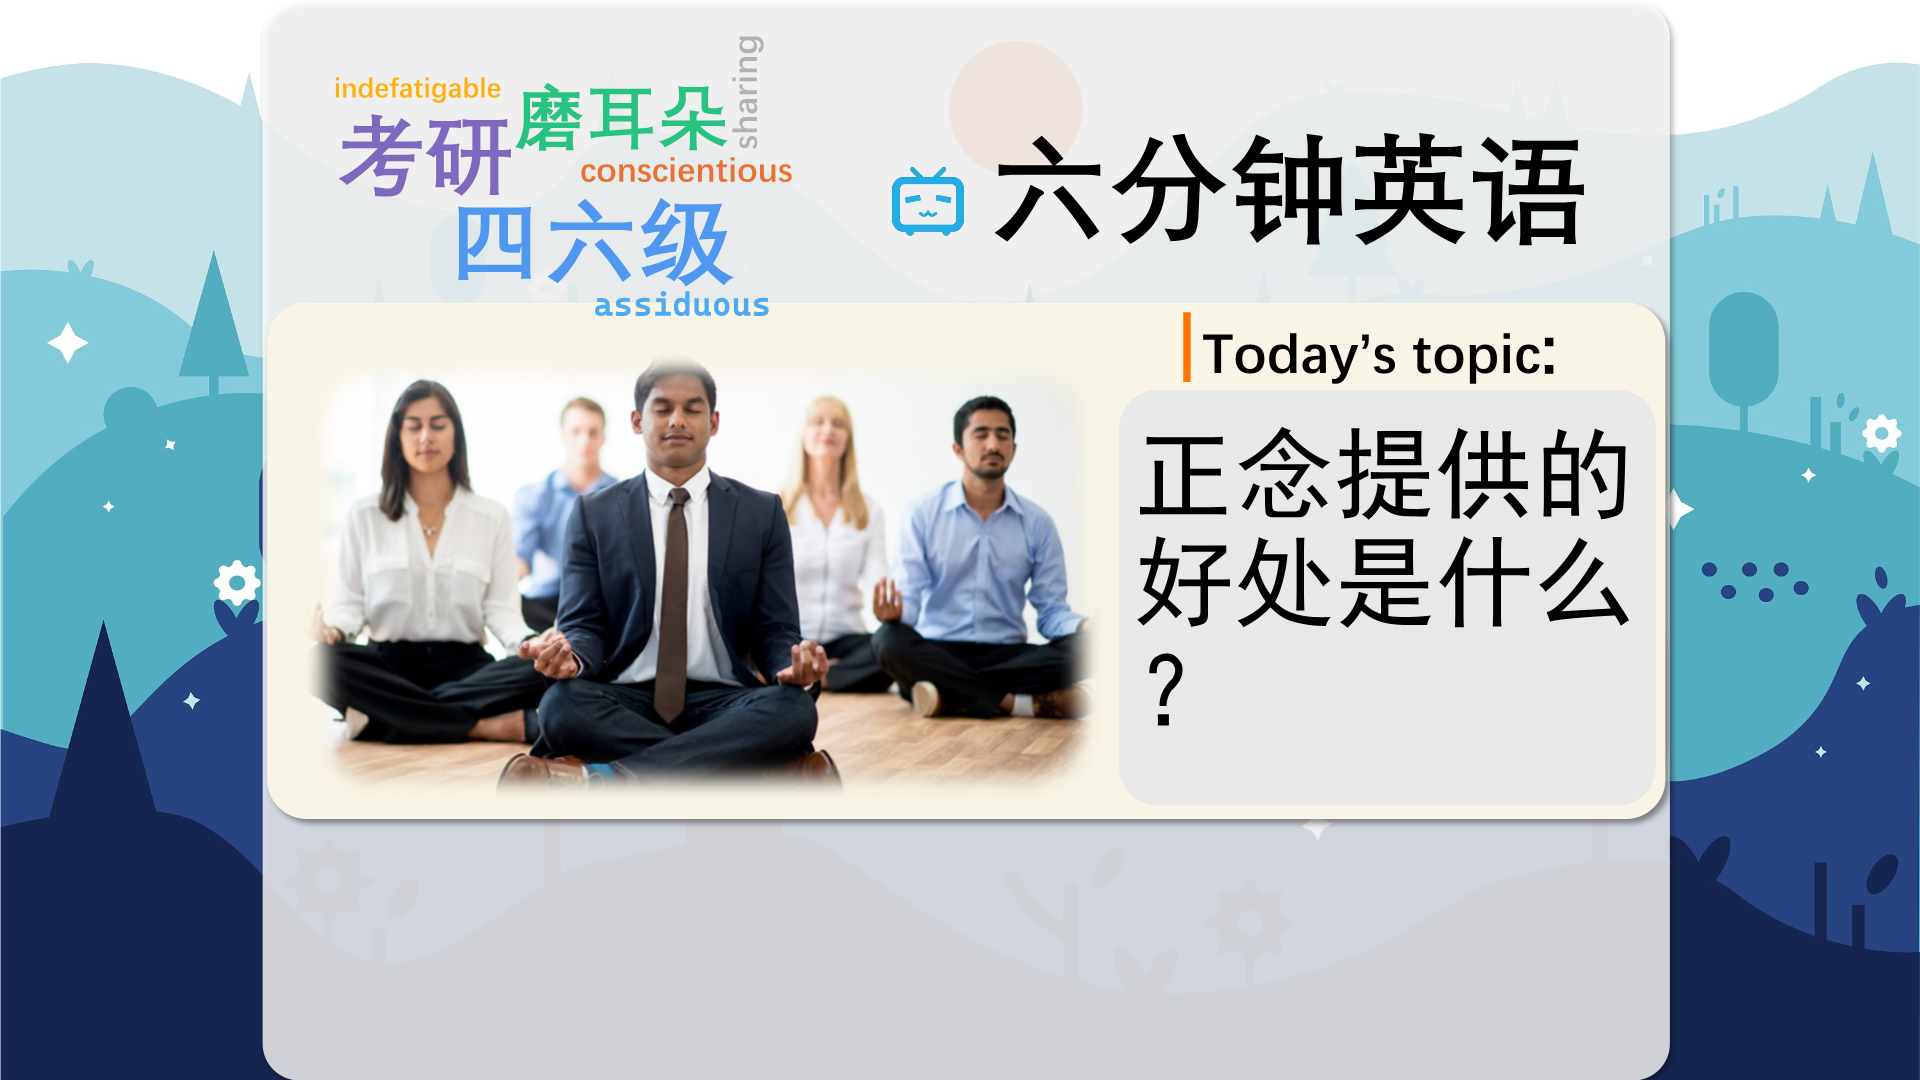 indefatigable
考研
磨耳朵
sharing
conscientious
四六级
assiduous
六分钟英语
Today’s topic:
正念提供的
好处是什么
？